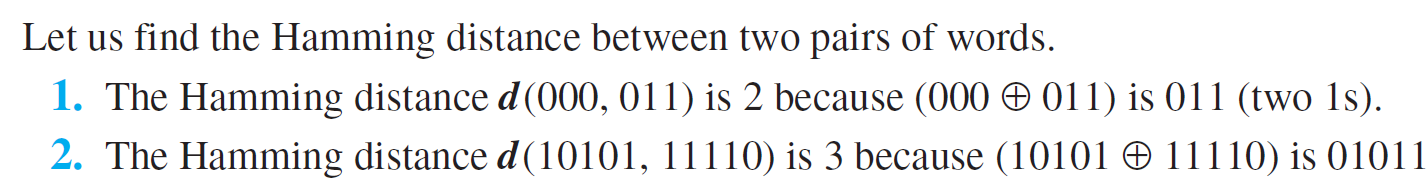 Let us find the Hamming distance between two pairs of words.
1. The Hamming distance d(000, 011) is 2 because (000 ⊕ 011) is 011 (two 1s).
2. The Hamming distance d(10101, 11110) is 3 because (10101 ⊕ 11110) is 01011